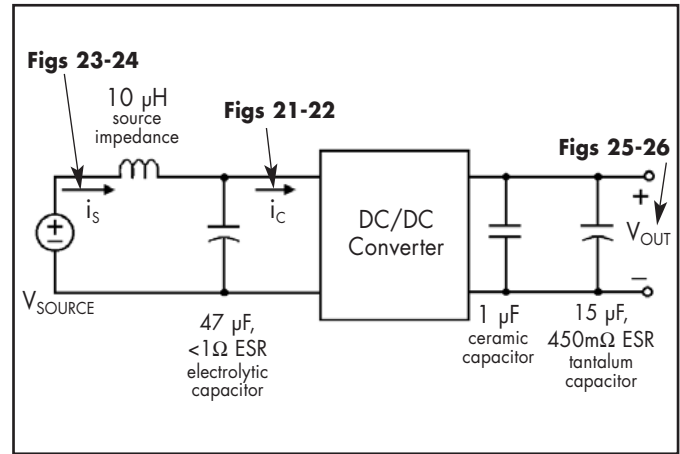 Figs 23-24
10 µH
source
impedance
Figs 21-22
Figs 25-26
iS
iC
DC/DC
Converter
+
VOUT
−
+
−
VSOURCE
47 µF,
<1Ω ESR
electrolytic
capacitor
1 µF
ceramic
capacitor
15 µF,
450mΩ ESR
tantalum
capacitor